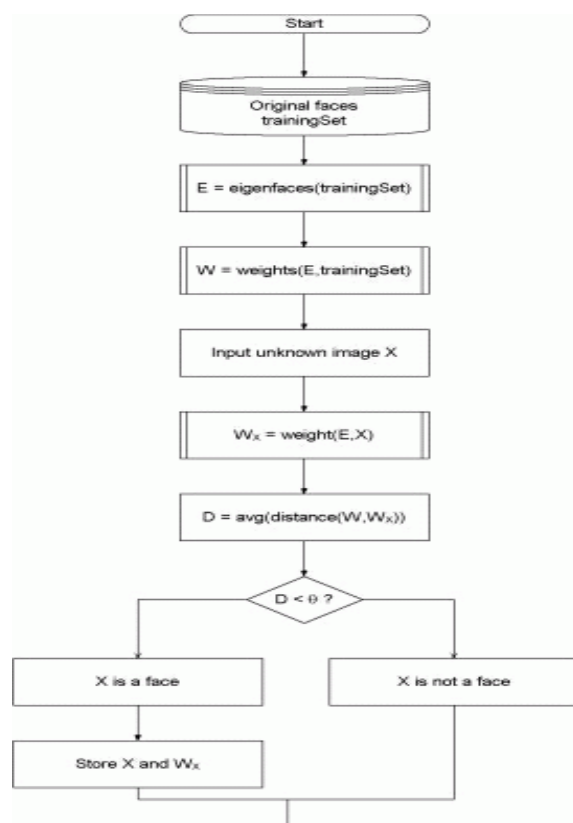 Start
Original faces
trainingSet
E = eigenfaces(trainingSet)
W = weights(E,trainingSet)
Input unknown image X
Wₓ = weight(E,X)
D = avg(distance(W,Wₓ))
D < θ ?
X is a face
X is not a face
Store X and Wₓ